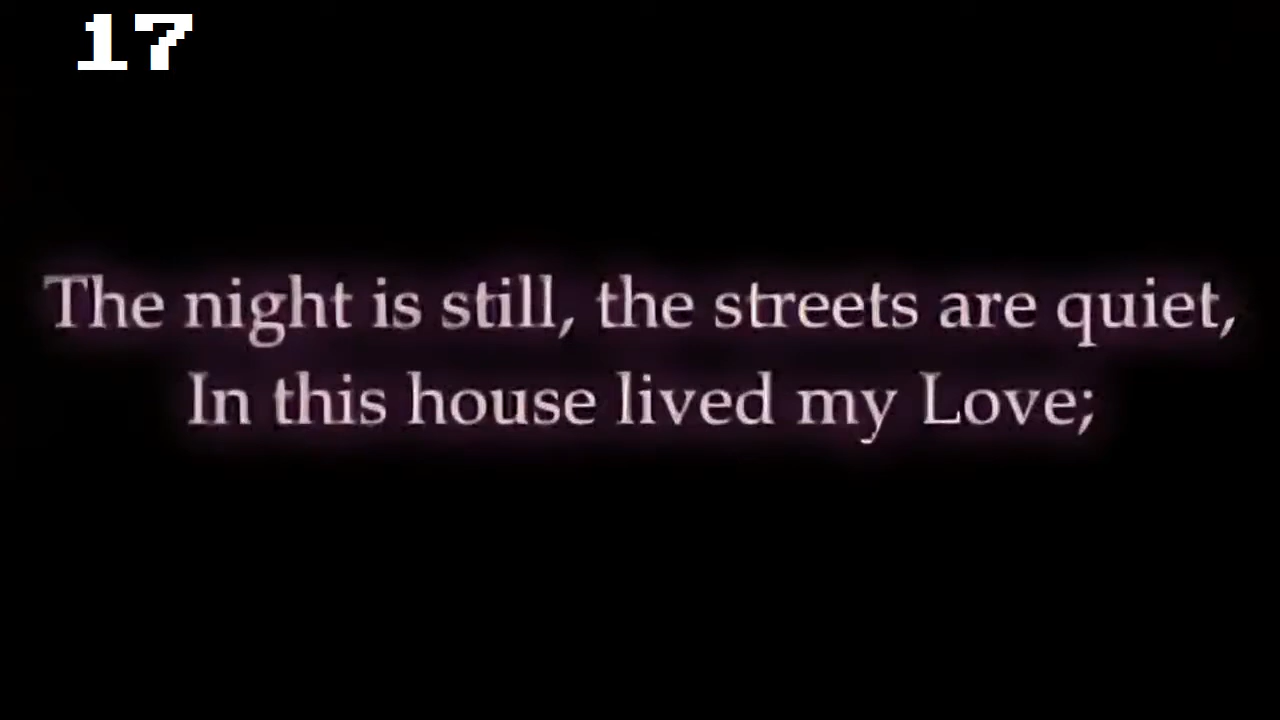 17
The night is still, the streets are quiet,
In this house lived my Love;